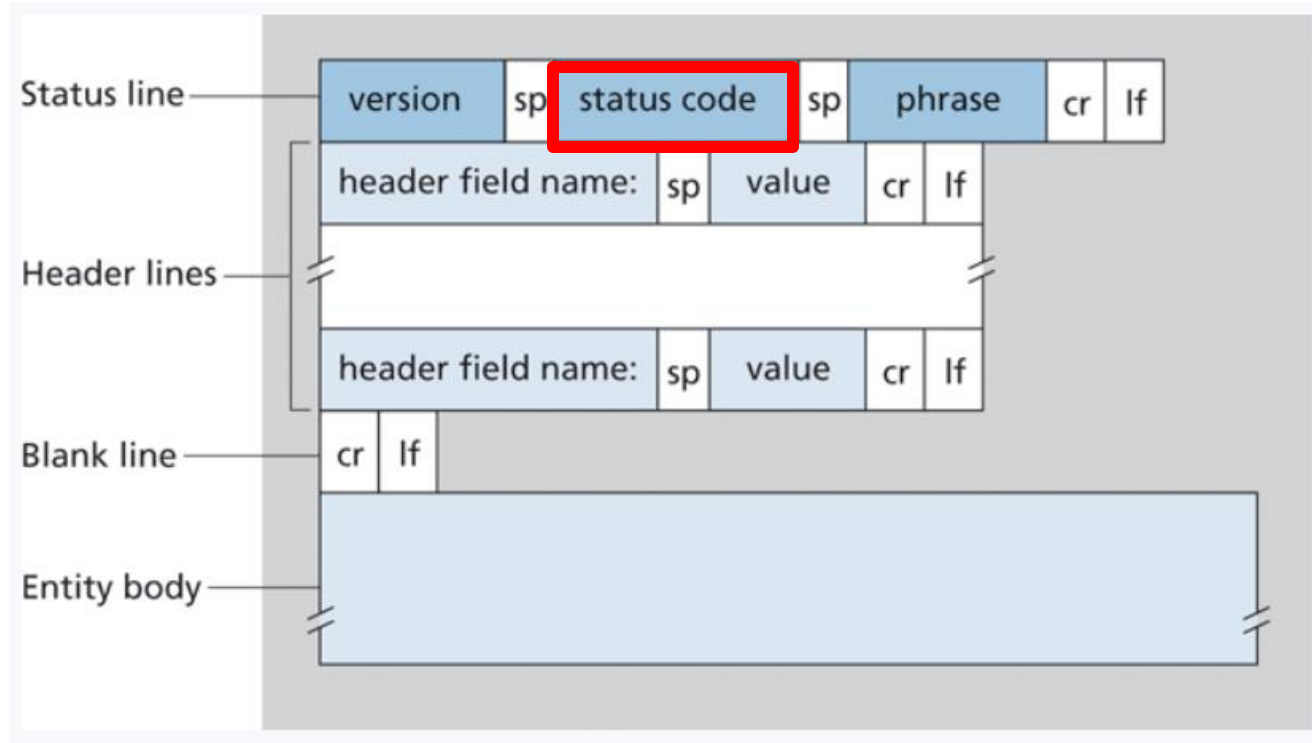 Status line version sp status code sp phrase cr lf
header field name: sp value cr lf
Header lines
header field name: sp value cr lf
Blank line cr lf
Entity body